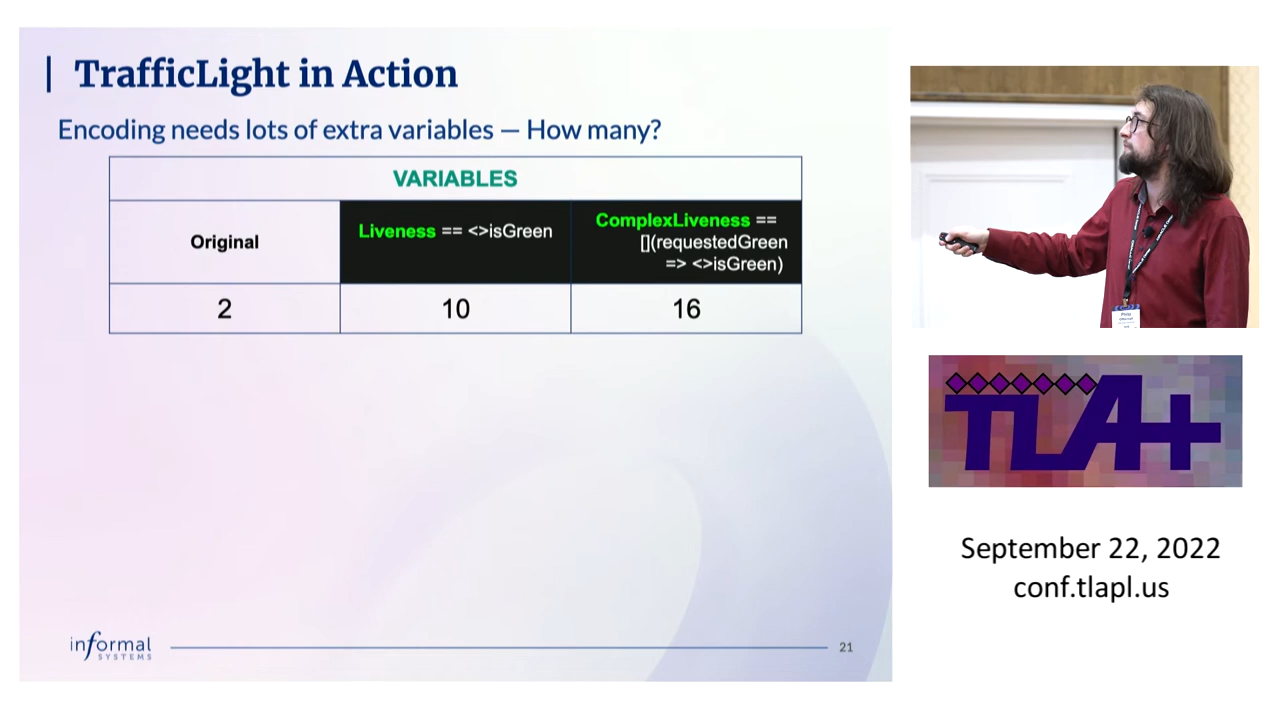 TrafficLight in Action
Encoding needs lots of extra variables — How many?
VARIABLES
Original
Liveness == <>isGreen
ComplexLiveness ==
[](requestedGreen
=> <>isGreen)
2
10
16
informal
SYSTEMS
21
TLA+
September 22, 2022
conf.tlapl.us